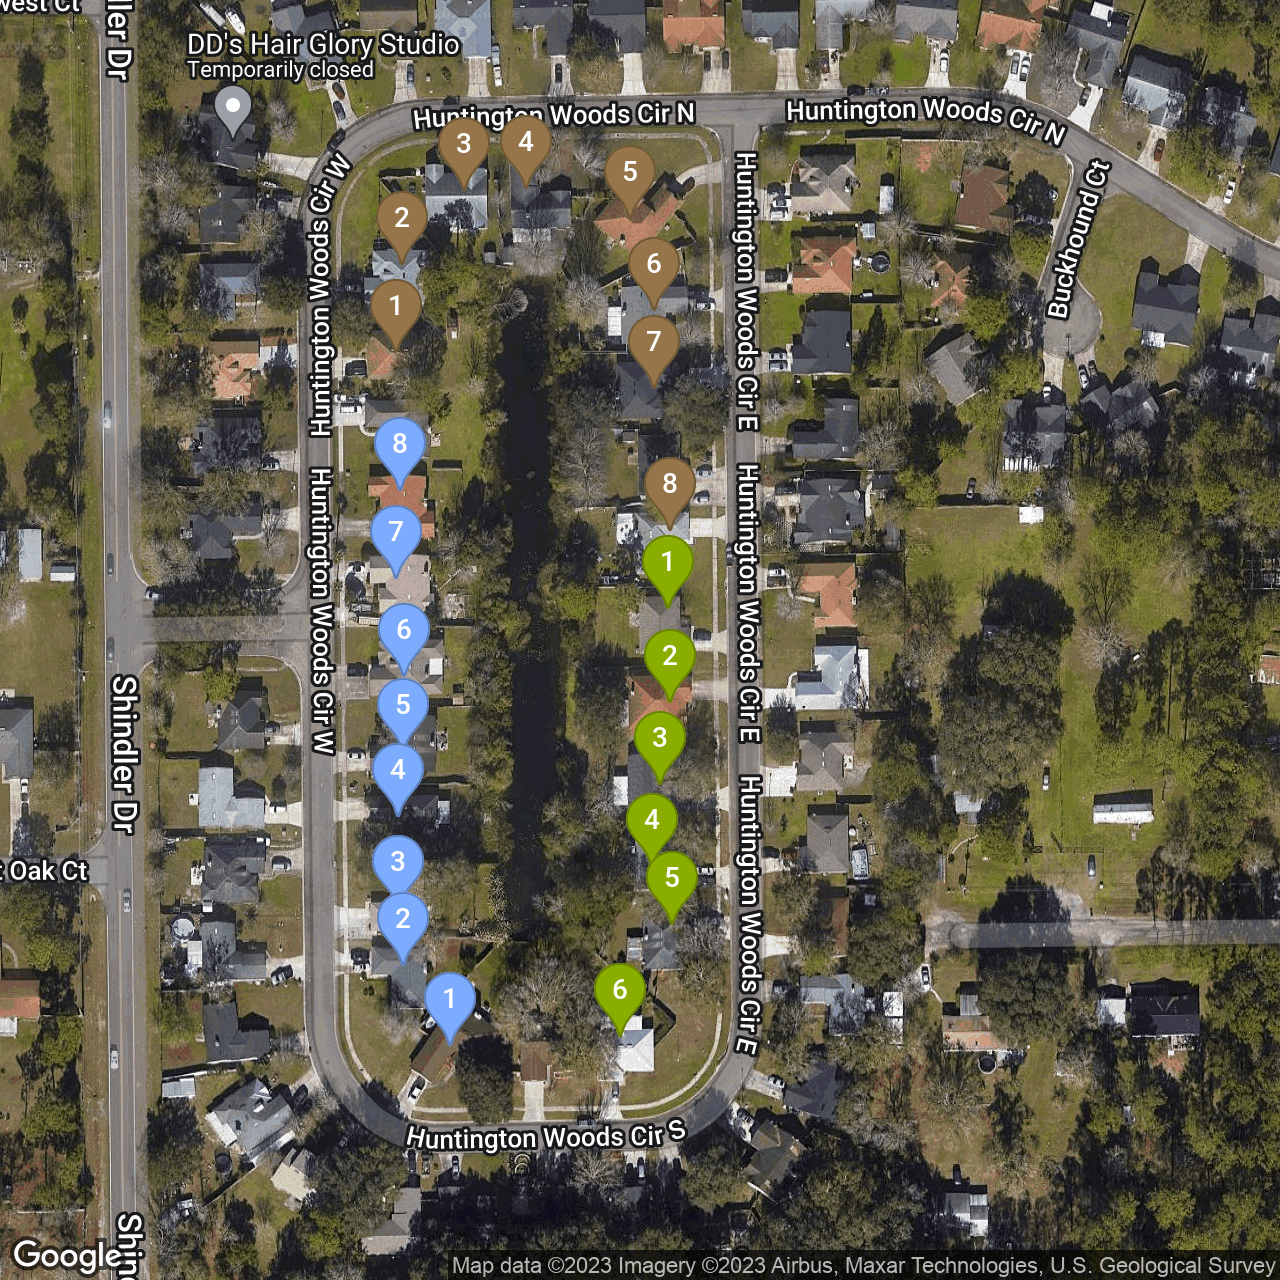 west Ct
ller Dr
DD's Hair Glory Studio
Temporarily closed
Huntington Woods Cir N
Huntington Woods Cir N
3
4
5
2
6
1
7
Huntington Woods Cir W
Huntington Woods Cir E
Buckhound Ct
8
8
7
1
6
2
5
3
4
4
3
5
2
6
1
Huntington Woods Cir W
Huntington Woods Cir E
Shindler Dr
t Oak Ct
Huntington Woods Cir E
Huntington Woods Cir S
Shin
Google
Map data ©2023 Imagery ©2023 Airbus, Maxar Technologies, U.S. Geological Survey